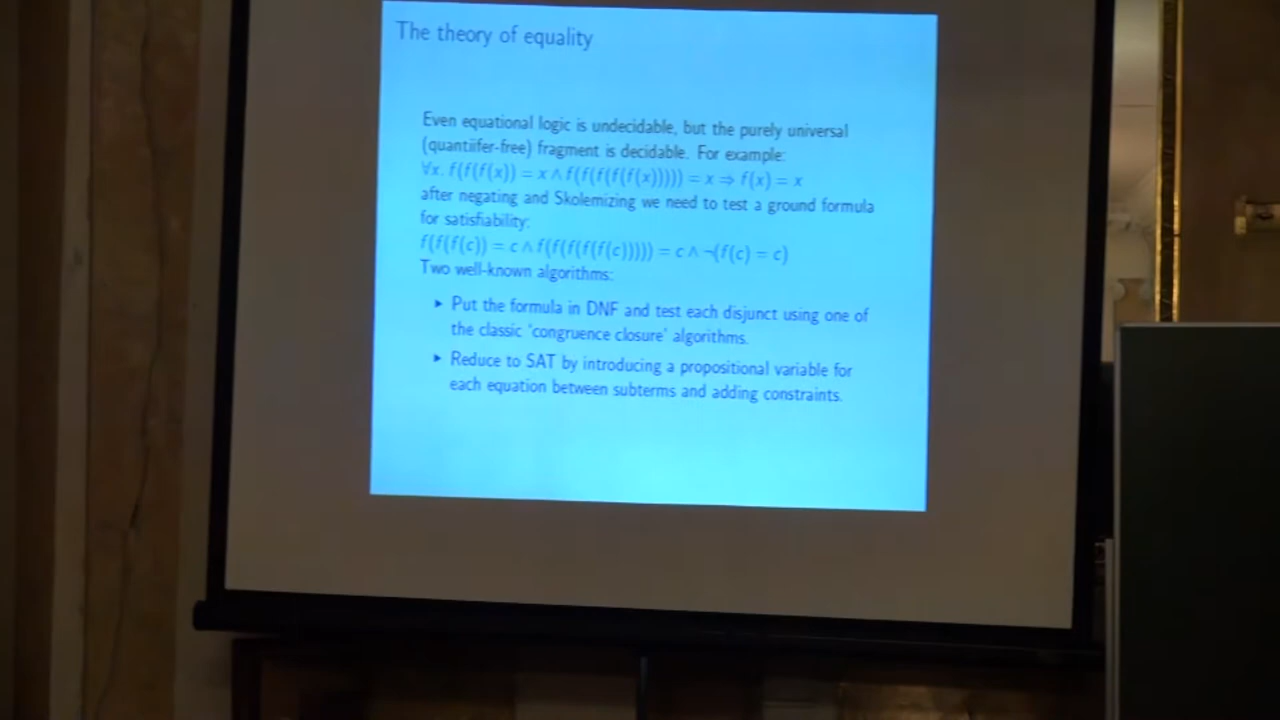 The theory of equality
Even equational logic is undecidable, but the purely universal
(quantiifer-free) fragment is decidable. For example:
∀x. f(f(f(x)) = x ∧ f(f(f(f(f(x))))) = x ⇒ f(x) = x
after negating and Skolemizing we need to test a ground formula
for satisfiability:
f(f(f(c)) = c ∧ f(f(f(f(f(c))))) = c ∧ ¬(f(c) = c)
Two well-known algorithms:
▸ Put the formula in DNF and test each disjunct using one of
the classic 'congruence closure' algorithms.
▸ Reduce to SAT by introducing a propositional variable for
each equation between subterms and adding constraints.